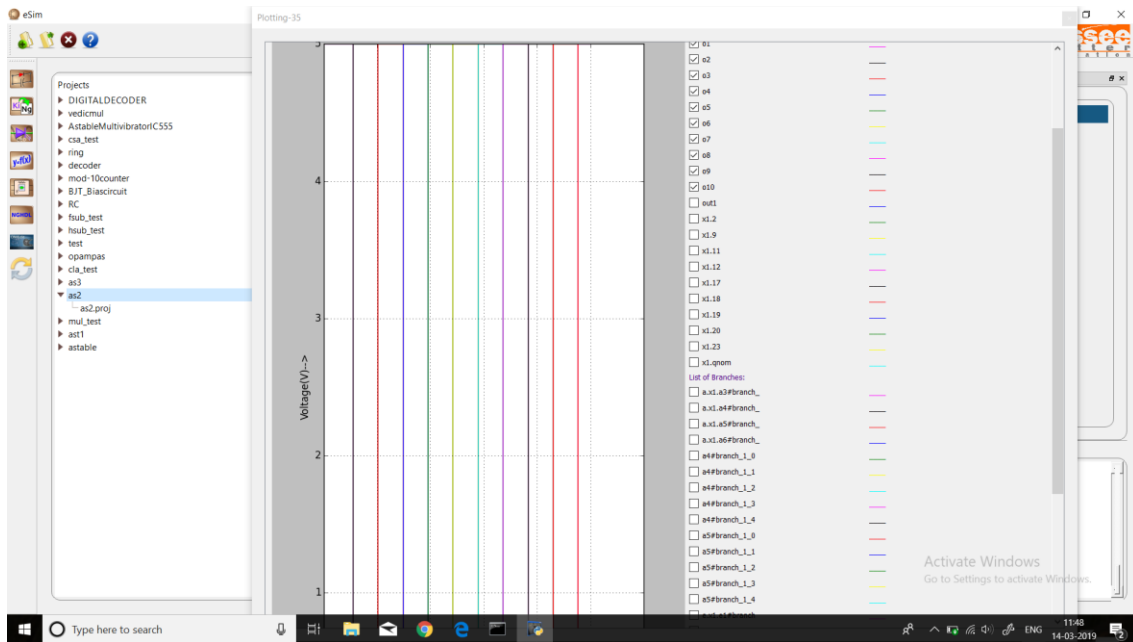 eSim
Plotting-35
Projects
DIGITALDECODER
vedicmul
AstableMultivibratorIC555
csa_test
ring
decoder
mod-10counter
BJT_Biascircuit
RC
fsub_test
hsub_test
test
opampas
cla_test
as3
as2
as2.proj
mul_test
ast1
astable
5
4
3
2
1
Voltage(V)-->
o1
o2
o3
o4
o5
o6
o7
o8
o9
o10
out1
x1.2
x1.9
x1.11
x1.12
x1.17
x1.18
x1.19
x1.20
x1.23
x1.qnom
List of Branches:
a.x1.a3#branch_
a.x1.a4#branch_
a.x1.a5#branch_
a.x1.a6#branch_
a4#branch_1_0
a4#branch_1_1
a4#branch_1_2
a4#branch_1_3
a4#branch_1_4
a5#branch_1_0
a5#branch_1_1
a5#branch_1_2
a5#branch_1_3
a5#branch_1_4
Activate Windows
Go to Settings to activate Windows.
Type here to search
ENG
11:48
14-03-2019